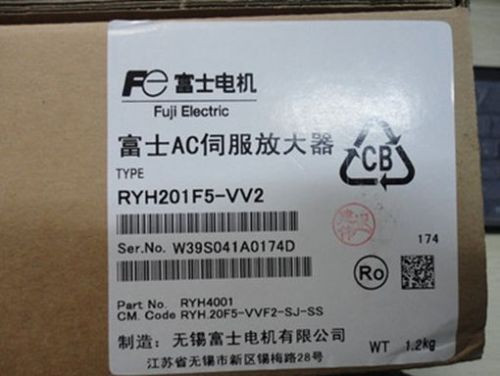 Fe 富士电机
Fuji Electric
富士AC伺服放大器
CB
TYPE
RYH201F5-VV2
Ser.No. W39S041A0174D
174
Ro
Part No. RYH4001
CM. Code RYH.20F5-VVF2-SJ-SS
制造：无锡富士电机有限公司
江苏省无锡市新区锡梅路28号
WT 1.2kg